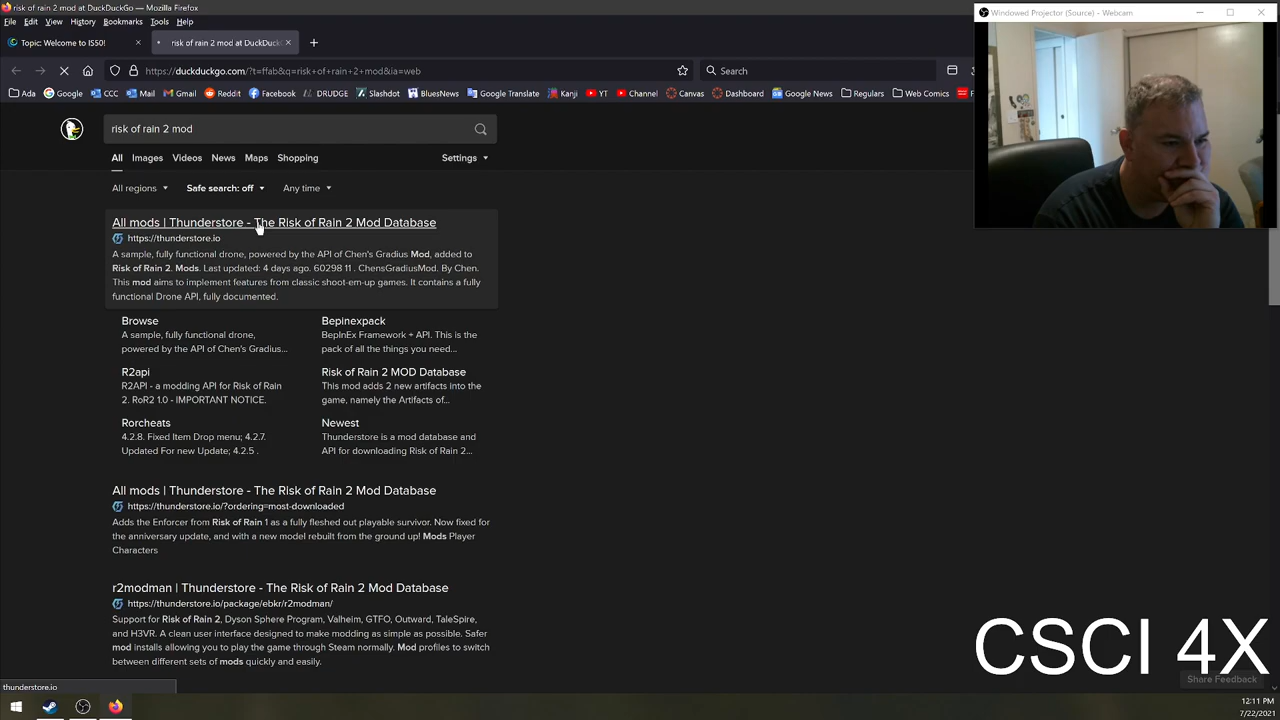 risk of rain 2 mod at DuckDuckGo — Mozilla Firefox
File Edit View History Bookmarks Tools Help
Windowed Projector (Source) - Webcam
Topic: Welcome to ISGO!
risk of rain 2 mod at DuckDuck
https://duckduckgo.com/?t=ffab&q=risk+of+rain+2+mod&ia=web
Search
Ada Google CCC Mail Gmail Reddit Facebook DRUDGE Slashdot BluesNews Google Translate Kanji YT Channel Canvas Dashboard Google News Regulars Web Comics
risk of rain 2 mod
All Images Videos News Maps Shopping Settings
All regions Safe search: off Any time
All mods | Thunderstore - The Risk of Rain 2 Mod Database
https://thunderstore.io
A sample, fully functional drone, powered by the API of Chen's Gradius Mod, added to
Risk of Rain 2. Mods. Last updated: 4 days ago. 60298 11 . ChensGradiusMod. By Chen.
This mod aims to implement features from classic shoot-em-up games. It contains a fully
functional Drone API, fully documented.
Browse
A sample, fully functional drone,
powered by the API of Chen's Gradius...
Bepinexpack
BepInEx Framework + API. This is the
pack of all the things you need...
R2api
R2API - a modding API for Risk of Rain
2. RoR2 1.0 - IMPORTANT NOTICE.
Risk of Rain 2 MOD Database
This mod adds 2 new artifacts into the
game, namely the Artifacts of...
Rorcheats
4.2.8. Fixed Item Drop menu; 4.2.7.
Updated For new Update; 4.2.5 .
Newest
Thunderstore is a mod database and
API for downloading Risk of Rain 2...
All mods | Thunderstore - The Risk of Rain 2 Mod Database
https://thunderstore.io/?ordering=most-downloaded
Adds the Enforcer from Risk of Rain 1 as a fully fleshed out playable survivor. Now fixed for
the anniversary update, and with a new model rebuilt from the ground up! Mods Player
Characters
r2modman | Thunderstore - The Risk of Rain 2 Mod Database
https://thunderstore.io/package/ebkr/r2modman/
Support for Risk of Rain 2, Dyson Sphere Program, Valheim, GTFO, Outward, TaleSpire,
and H3VR. A clean user interface designed to make modding as simple as possible. Safer
mod installs allowing you to play the game through Steam normally. Mod profiles to switch
between different sets of mods quickly and easily.
CSCI 4X
Share Feedback
thunderstore.io
12:11 PM
7/22/2021